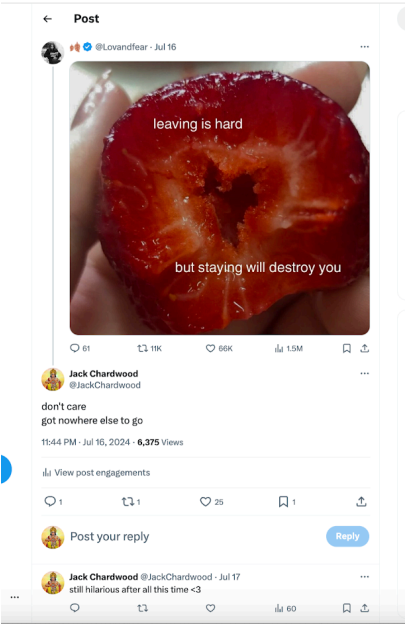 Post
@Lovandfear · Jul 16
leaving is hard
but staying will destroy you
61 11K 66K 1.5M
Jack Chardwood
@JackChardwood
don't care
got nowhere else to go
11:44 PM · Jul 16, 2024 · 6,375 Views
View post engagements
1 1 25 1
Post your reply
Reply
Jack Chardwood @JackChardwood · Jul 17
still hilarious after all this time <3
60